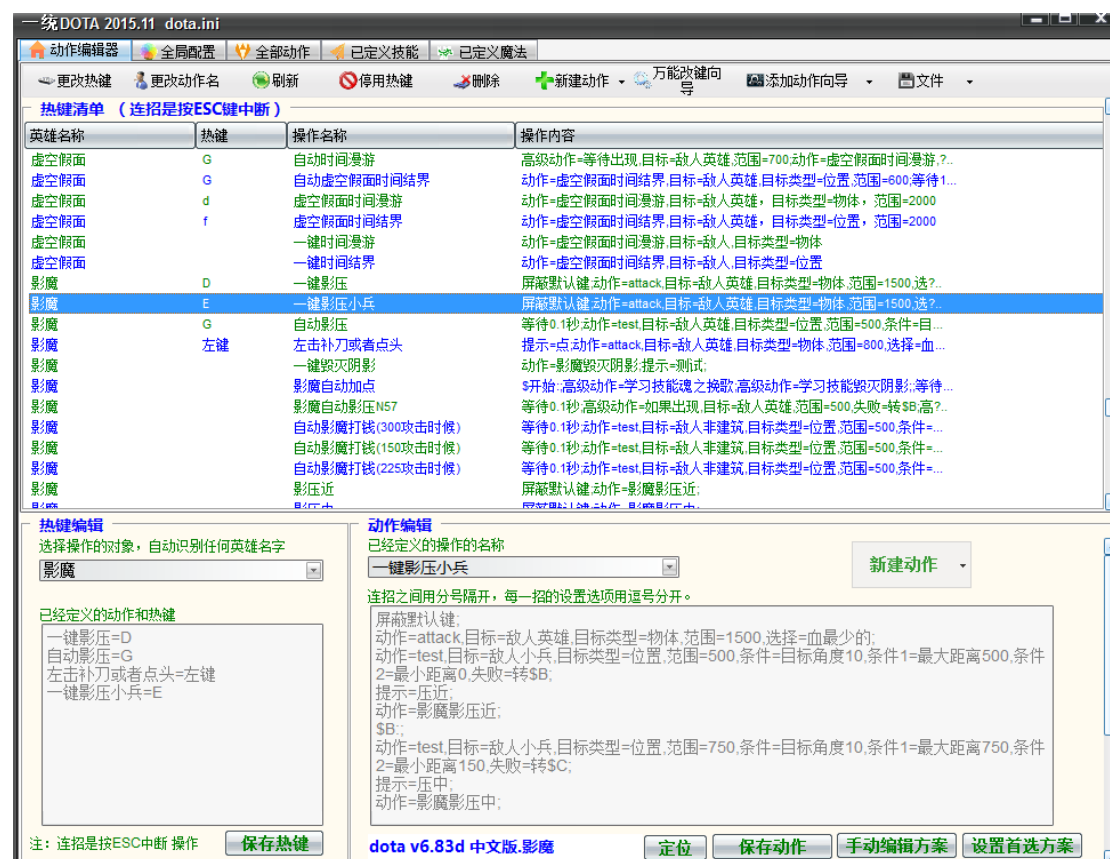 一统DOTA 2015.11 dota.ini
动作编辑器 全局配置 全部动作 已定义技能 已定义魔法
更改热键 更改动作名 刷新 停用热键 删除 新建动作 万能改键向导 添加动作向导 文件
热键清单 （连招是按ESC键中断）
英雄名称 热键 操作名称 操作内容
虚空假面 G 自动时间漫游 高级动作=等待出现,目标=敌人英雄,范围=700;动作=虚空假面时间漫游,?..
虚空假面 G 自动虚空假面时间结界 动作=虚空假面时间结界,目标=敌人英雄,目标类型=位置,范围=600;等待1...
虚空假面 d 虚空假面时间漫游 动作=虚空假面时间漫游,目标=敌人英雄，目标类型=物体，范围=2000
虚空假面 f 虚空假面时间结界 动作=虚空假面时间结界,目标=敌人英雄，目标类型=位置，范围=2000
虚空假面 一键时间漫游 动作=虚空假面时间漫游,目标=敌人,目标类型=物体
虚空假面 一键时间结界 动作=虚空假面时间结界,目标=敌人,目标类型=位置
影魔 D 一键影压 屏蔽默认键;动作=attack,目标=敌人英雄,目标类型=物体,范围=1500,选?..
影魔 E 一键影压小兵 屏蔽默认键;动作=attack,目标=敌人英雄,目标类型=物体,范围=1500,选?..
影魔 G 自动影压 等待0.1秒;动作=test,目标=敌人英雄,目标类型=位置,范围=500,条件=目...
影魔 左键 左击补刀或者点头 提示=点;动作=attack,目标=敌人英雄,目标类型=物体,范围=800,选择=血...
影魔 一键毁灭阴影 动作=影魔毁灭阴影;提示=测试;
影魔 影魔自动加点 $开始:;高级动作=学习技能魂之挽歌;高级动作=学习技能毁灭阴影;;等待...
影魔 影魔自动影压N57 等待0.1秒;高级动作=如果出现,目标=敌人英雄,范围=500,失败=转$B;高?..
影魔 自动影魔打钱(300攻击时候) 等待0.1秒;动作=test,目标=敌人非建筑,目标类型=位置,范围=500,条件=...
影魔 自动影魔打钱(150攻击时候) 等待0.1秒;动作=test,目标=敌人非建筑,目标类型=位置,范围=500,条件=...
影魔 自动影魔打钱(225攻击时候) 等待0.1秒;动作=test,目标=敌人非建筑,目标类型=位置,范围=500,条件=...
影魔 影压近 屏蔽默认键;动作=影魔影压近;
影魔 影压中 屏蔽默认键;动作=影魔影压中;
热键编辑
选择操作的对象，自动识别任何英雄名字
影魔
已经定义的动作和热键
一键影压=D
自动影压=G
左击补刀或者点头=左键
一键影压小兵=E
注：连招是按ESC中断 操作 保存热键
动作编辑
已经定义的操作的名称
一键影压小兵
新建动作
连招之间用分号隔开，每一招的设置选项用逗号分开。
屏蔽默认键;
动作=attack,目标=敌人英雄,目标类型=物体,范围=1500,选择=血最少的;
动作=test,目标=敌人小兵,目标类型=位置,范围=500,条件=目标角度10,条件1=最大距离500,条件
2=最小距离0,失败=转$B;
提示=压近;
动作=影魔影压近;
$B:;
动作=test,目标=敌人小兵,目标类型=位置,范围=750,条件=目标角度10,条件1=最大距离750,条件
2=最小距离150,失败=转$C;
提示=压中;
动作=影魔影压中;
dota v6.83d 中文版.影魔 定位 保存动作 手动编辑方案 设置首选方案